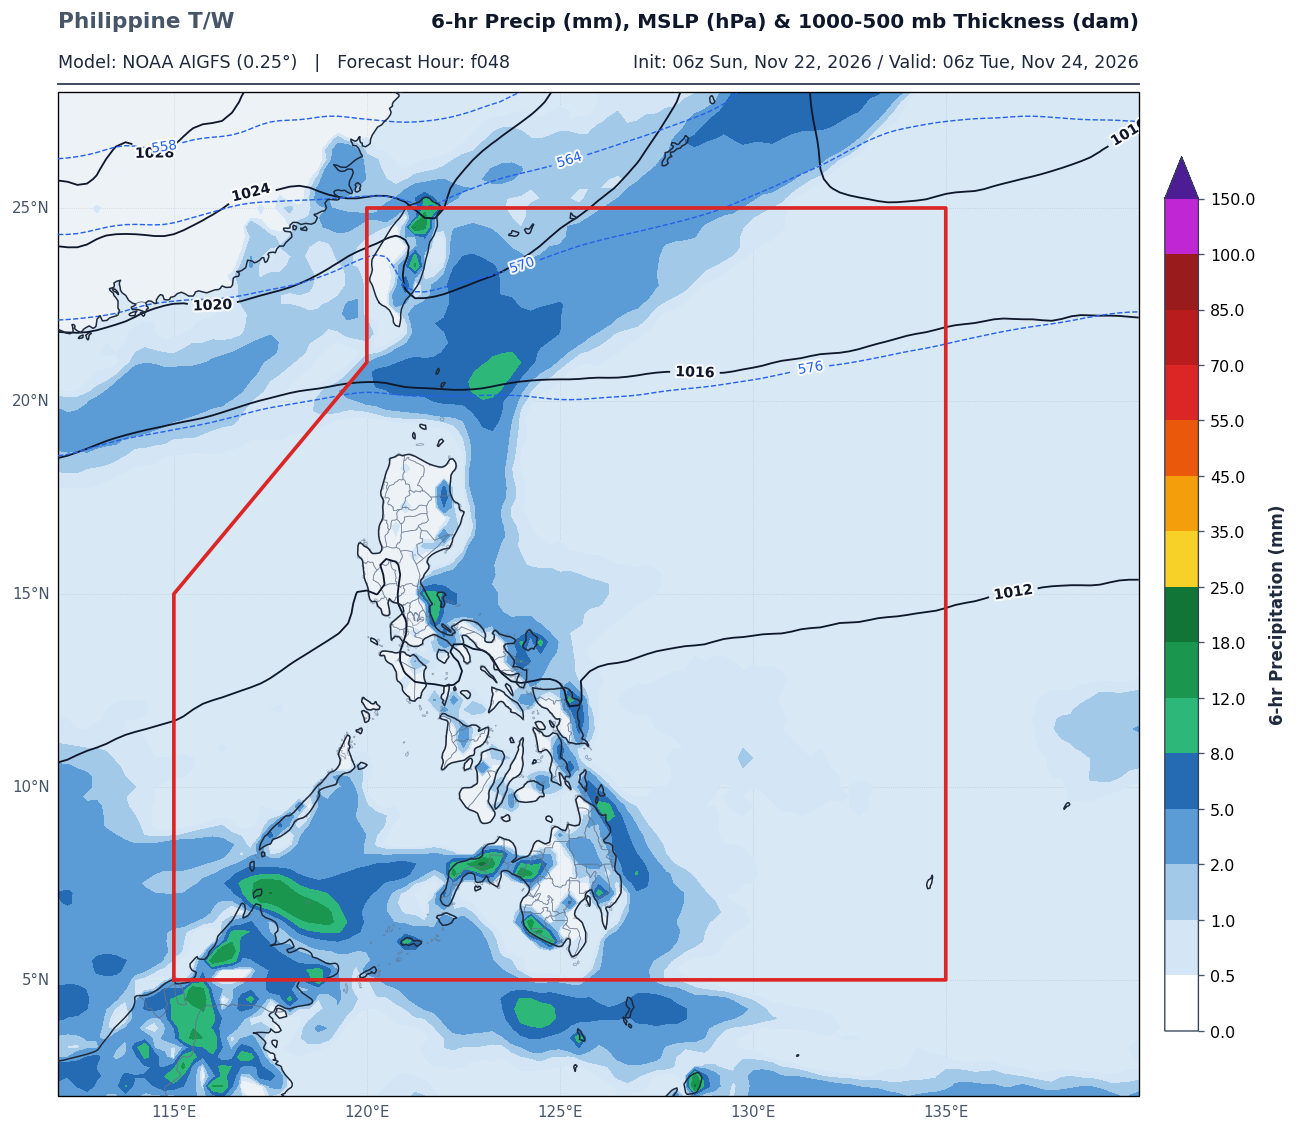 Philippine T/W
6-hr Precip (mm), MSLP (hPa) & 1000-500 mb Thickness (dam)
Model: NOAA AIGFS (0.25°) | Forecast Hour: f048
Init: 06z Sun, Nov 22, 2026 / Valid: 06z Tue, Nov 24, 2026
1028
558
564
1016
1024
570
1020
1016
576
1012
25°N
20°N
15°N
10°N
5°N
115°E
120°E
125°E
130°E
135°E
150.0
100.0
85.0
70.0
55.0
45.0
35.0
25.0
18.0
12.0
8.0
5.0
2.0
1.0
0.5
0.0
6-hr Precipitation (mm)